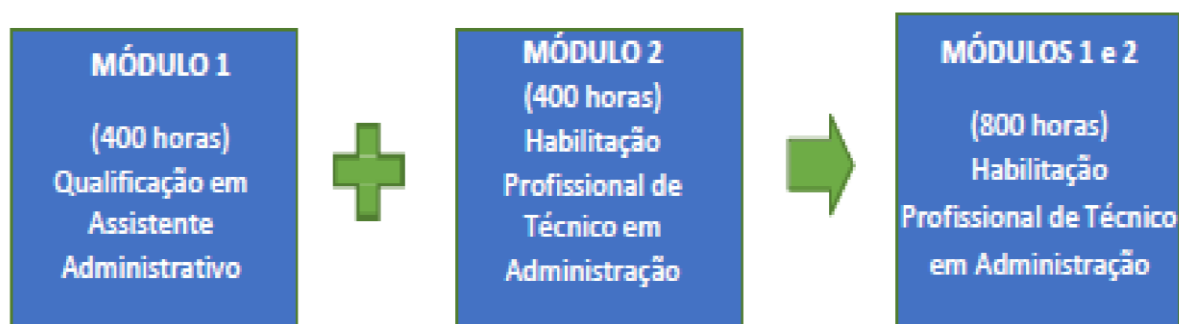 MÓDULO 1
(400 horas)
Qualificação em
Assistente
Administrativo
MÓDULO 2
(400 horas)
Habilitação
Profissional de
Técnico em
Administração
MÓDULOS 1 e 2
(800 horas)
Habilitação
Profissional de Técnico
em Administração